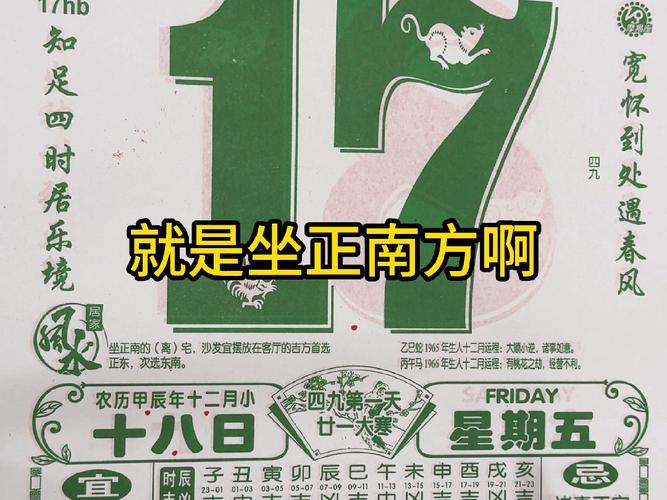 17hb
17
知足四时居乐境
宽怀到处遇春风
四九
就是坐正南方啊
居家
风水
坐正南的（离）宅，沙发宜摆放在客厅的吉方首选
正东，次选东南。
乙巳蛇1965年生人十二月运程：大顺小逆，诸事如意。
丙午马1966年生人十二月运程：有桃花之劫，经营不利。
农历甲辰年十二月小
十八日
四九第一天
廿一大寒
FRIDAY
星期五
宜
时辰
子丑寅卯辰巳午未申酉戌亥
忌